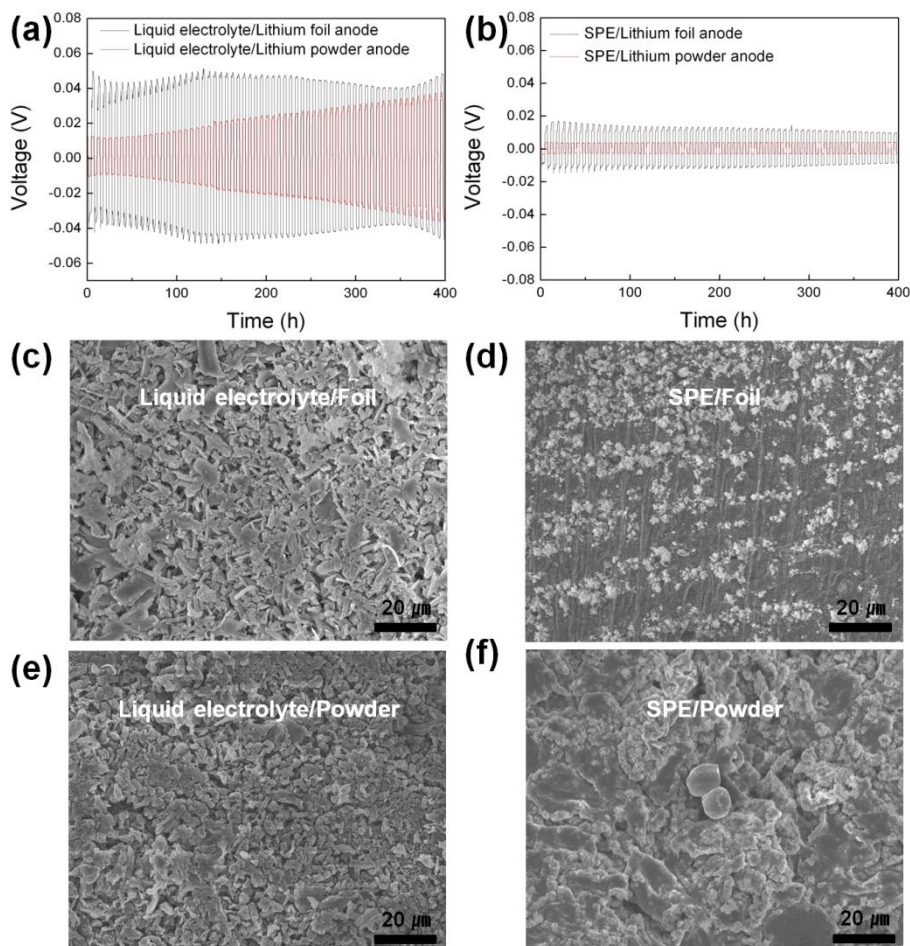 (a)
Liquid electrolyte/Lithium foil anode
Liquid electrolyte/Lithium powder anode
0.08
0.06
0.04
0.02
0.00
-0.02
-0.04
-0.06
Voltage (V)
0
100
200
300
400
Time (h)
(b)
SPE/Lithium foil anode
SPE/Lithium powder anode
0.08
0.06
0.04
0.02
0.00
-0.02
-0.04
-0.06
-0.08
Voltage (V)
0
100
200
300
400
Time (h)
(c)
Liquid electrolyte/Foil
20 μm
(d)
SPE/Foil
20 μm
(e)
Liquid electrolyte/Powder
20 μm
(f)
SPE/Powder
20 μm